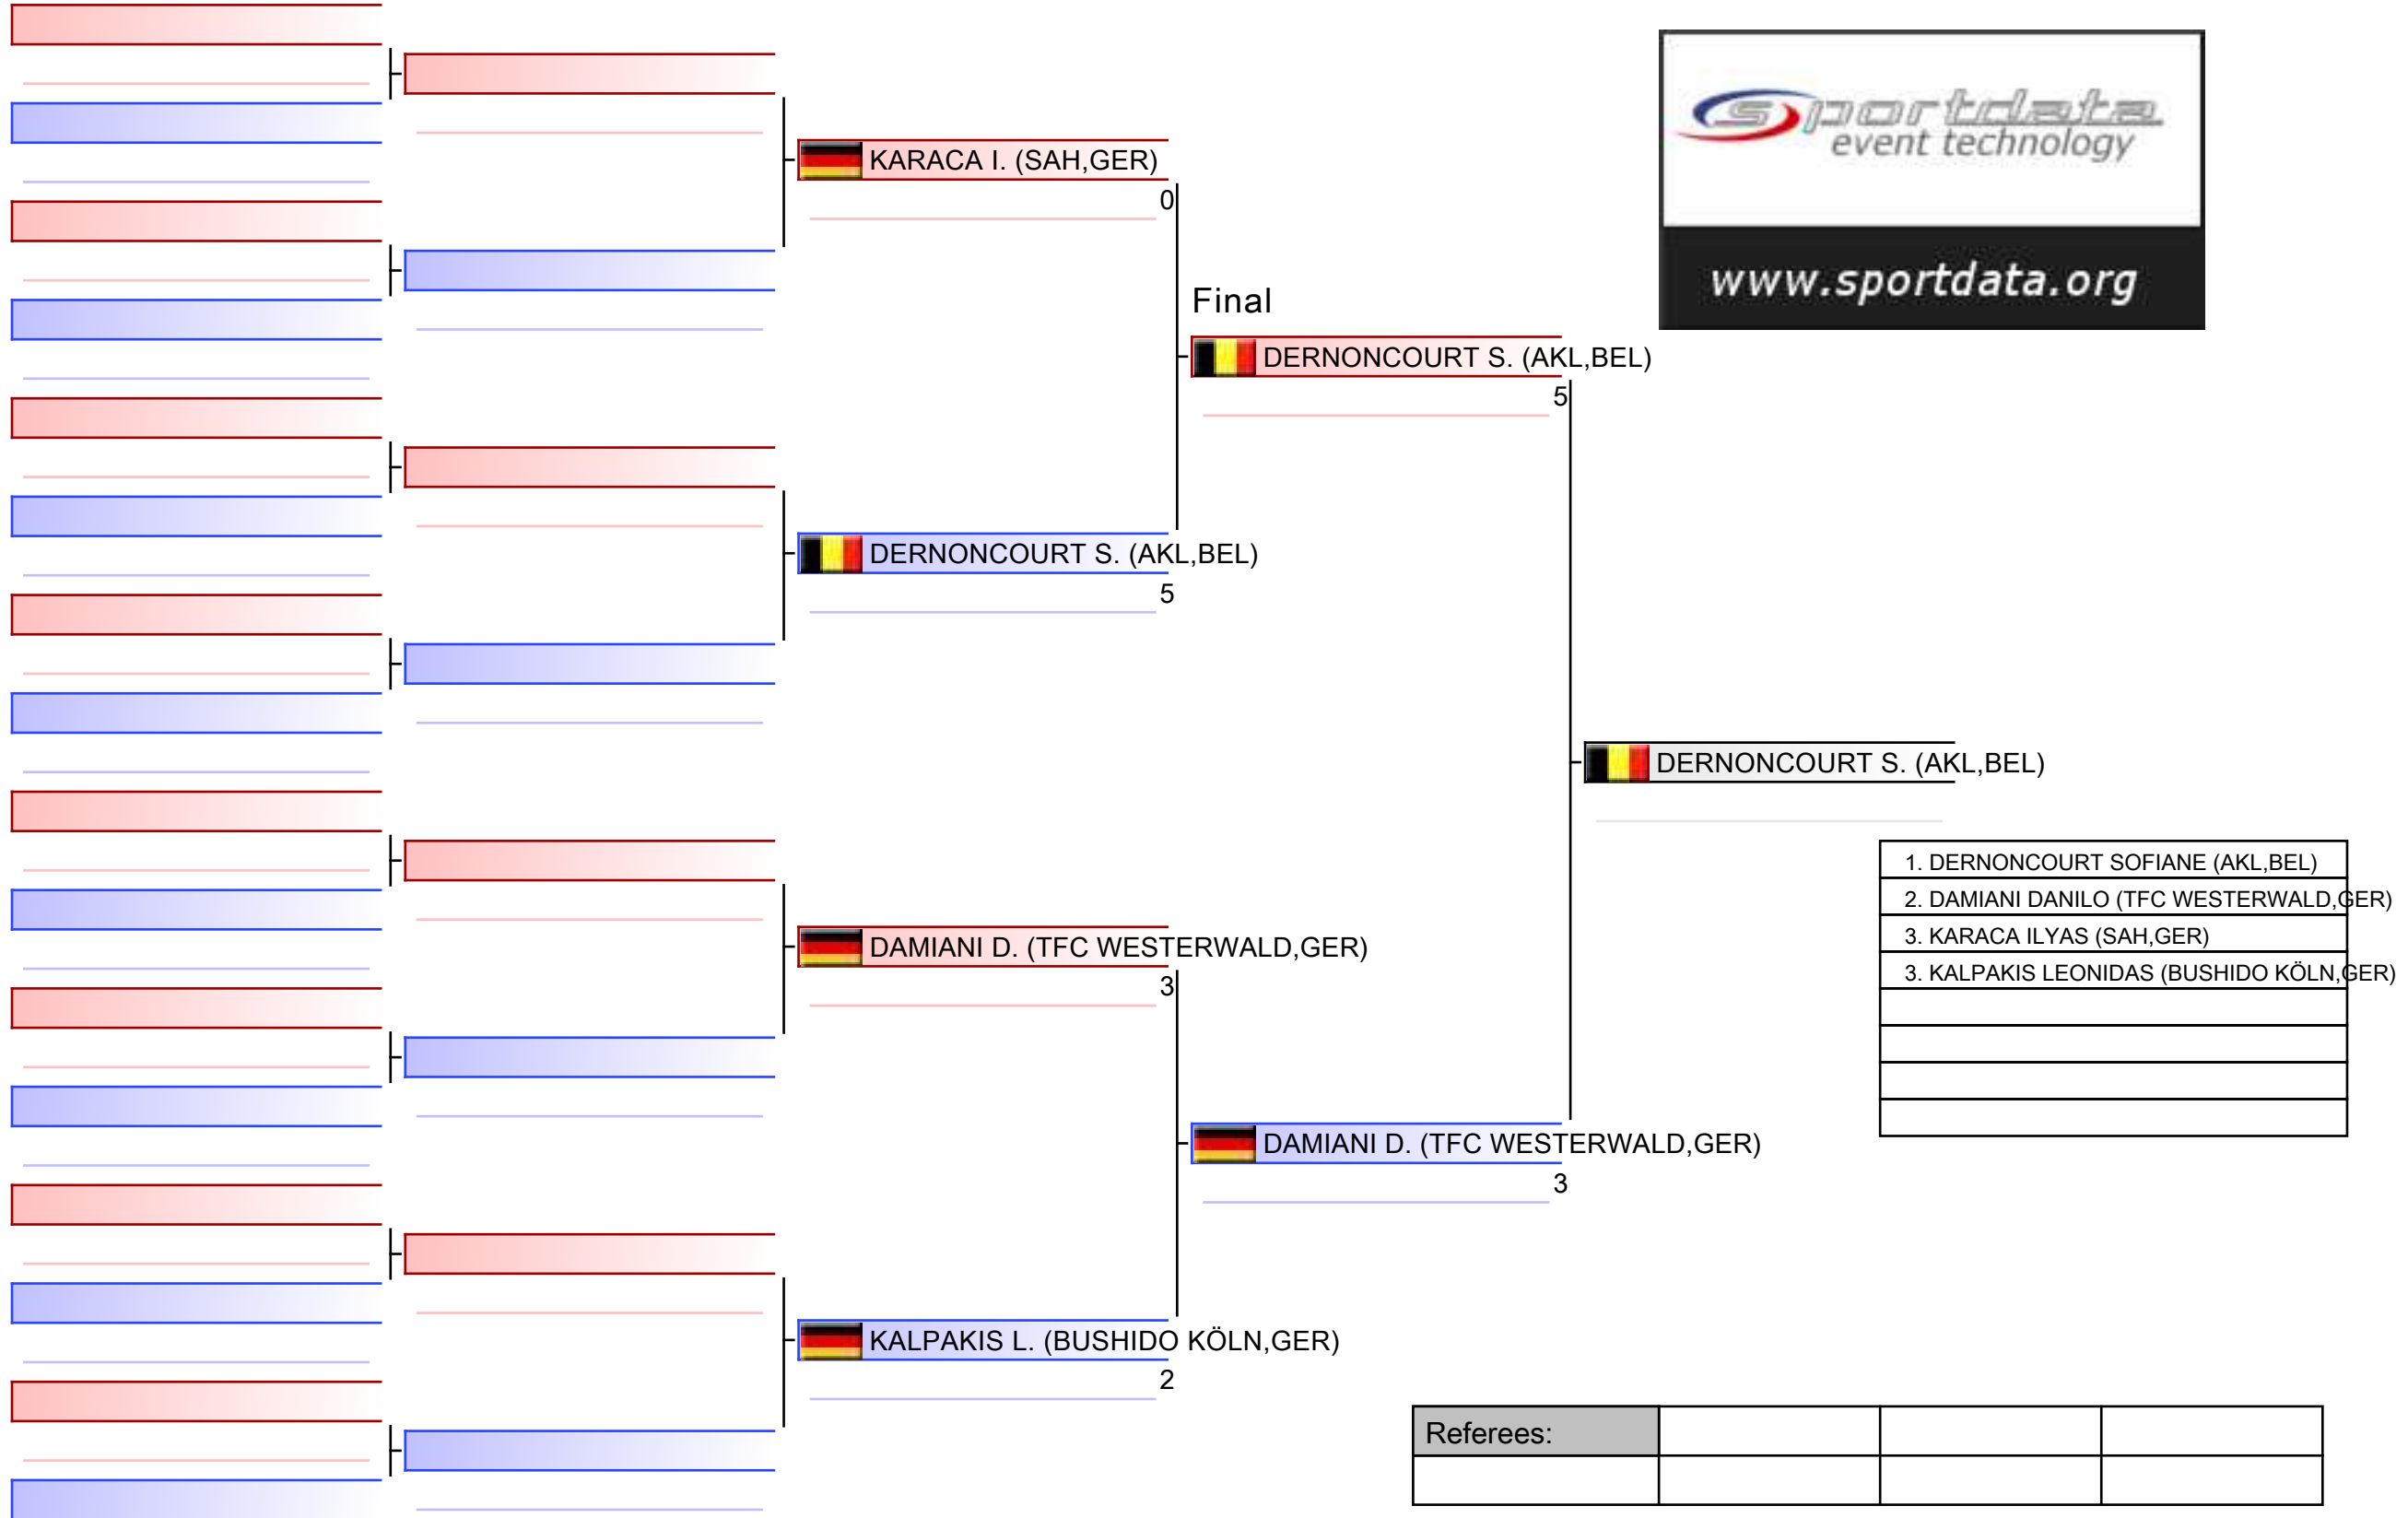 sportdata
event technology
www.sportdata.org
KARACA I. (SAH,GER)
0
Final
DERNONCOURT S. (AKL,BEL)
5
DERNONCOURT S. (AKL,BEL)
5
DERNONCOURT S. (AKL,BEL)
1. DERNONCOURT SOFIANE (AKL,BEL)
2. DAMIANI DANILO (TFC WESTERWALD,GER)
3. KARACA ILYAS (SAH,GER)
3. KALPAKIS LEONIDAS (BUSHIDO KÖLN,GER)
DAMIANI D. (TFC WESTERWALD,GER)
3
DAMIANI D. (TFC WESTERWALD,GER)
3
KALPAKIS L. (BUSHIDO KÖLN,GER)
2
Referees: